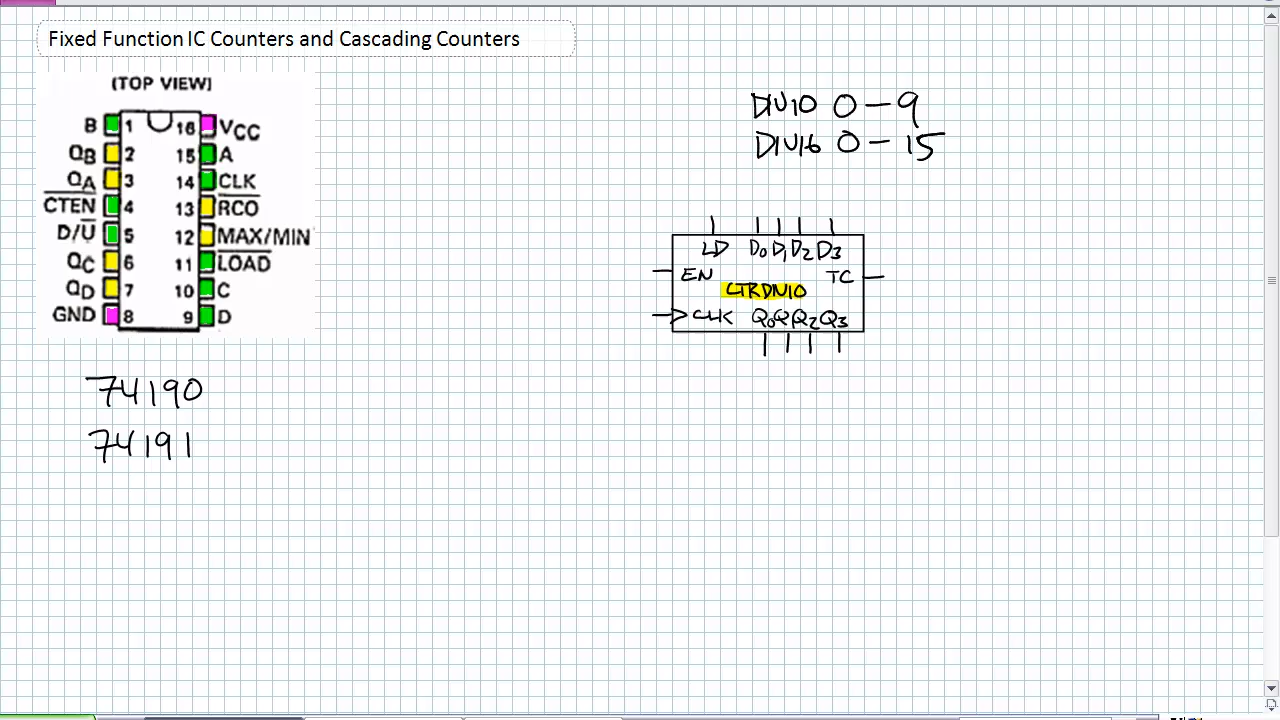 Fixed Function IC Counters and Cascading Counters
(TOP VIEW)
B 1 16 VCC
QB 2 15 A
QA 3 14 CLK
CTEN 4 13 RCO
D/U 5 12 MAX/MIN
QC 6 11 LOAD
QD 7 10 C
GND 8 9 D
74190
74191
DIV10 0-9
DIV16 0-15
LD D0 D1 D2 D3
EN TC
CTRDIV10
CLK Q0 Q1 Q2 Q3